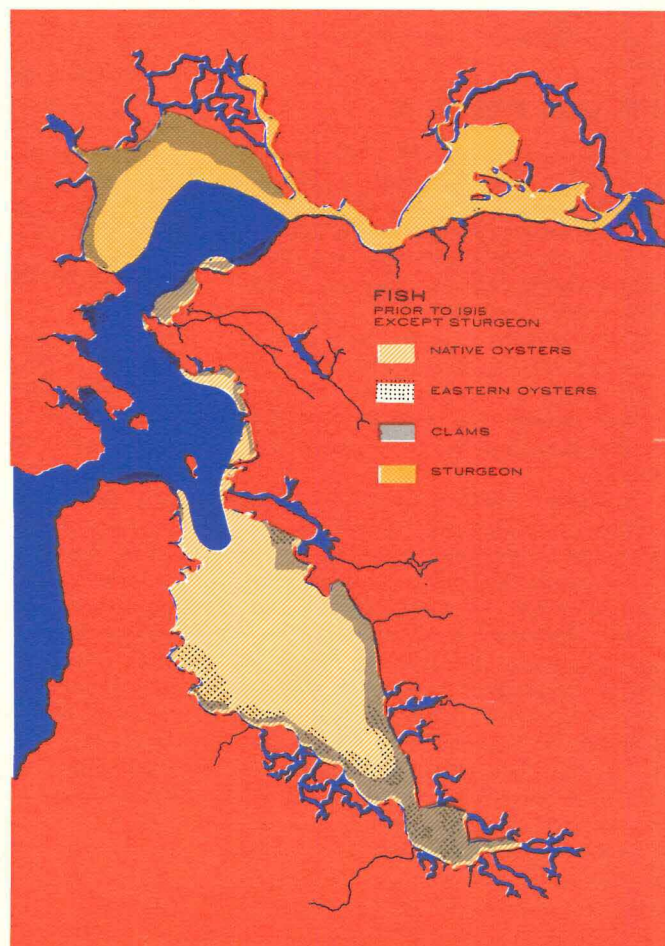 FISH
PRIOR TO 1915
EXCEPT STURGEON
NATIVE OYSTERS
EASTERN OYSTERS
CLAMS
STURGEON